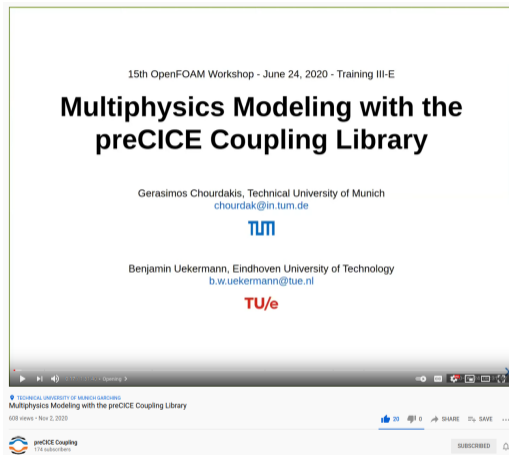 15th OpenFOAM Workshop - June 24, 2020 - Training III-E
Multiphysics Modeling with the
preCICE Coupling Library
Gerasimos Chourdakis, Technical University of Munich
chourdak@in.tum.de
TUM
Benjamin Uekermann, Eindhoven University of Technology
b.w.uekermann@tue.nl
TU/e
Opening
TECHNICAL UNIVERSITY OF MUNICH GARCHING
Multiphysics Modeling with the preCICE Coupling Library
608 views • Nov 2, 2020
20 0 SHARE SAVE
preCICE Coupling
174 subscribers
SUBSCRIBED